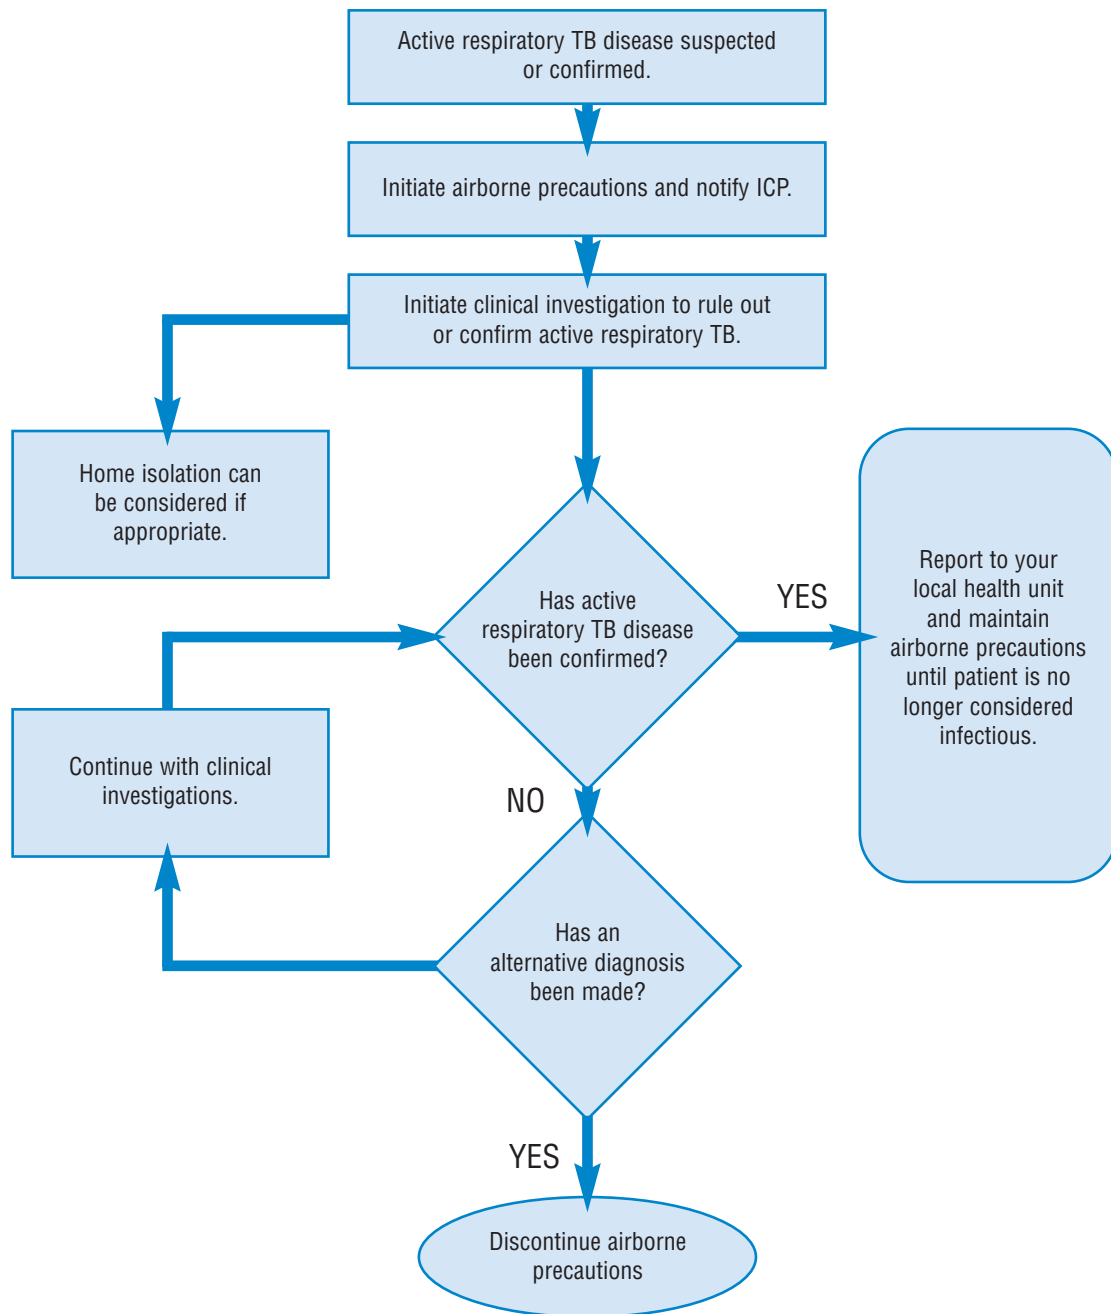 Active respiratory TB disease suspected
or confirmed.
Initiate airborne precautions and notify ICP.
Initiate clinical investigation to rule out
or confirm active respiratory TB.
Home isolation can
be considered if
appropriate.
Has active
respiratory TB disease
been confirmed?
YES
Report to your
local health unit
and maintain
airborne precautions
until patient is no
longer considered
infectious.
Continue with clinical
investigations.
NO
Has an
alternative diagnosis
been made?
YES
Discontinue airborne
precautions